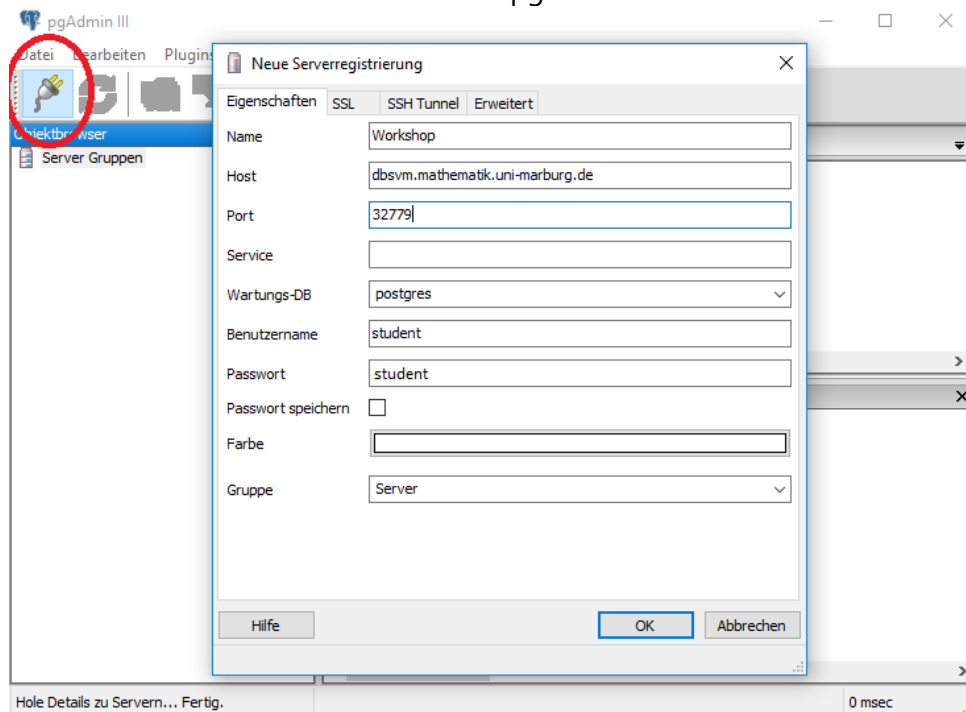 pgAdmin III
Datei Bearbeiten Plugins
Objektbrowser
Server Gruppen
Neue Serverregistrierung
Eigenschaften SSL SSH Tunnel Erweitert
Name Workshop
Host dbsvm.mathematik.uni-marburg.de
Port 32779
Service
Wartungs-DB postgres
Benutzername student
Passwort student
Passwort speichern
Farbe
Gruppe Server
Hilfe OK Abbrechen
Hole Details zu Servern... Fertig. 0 msec